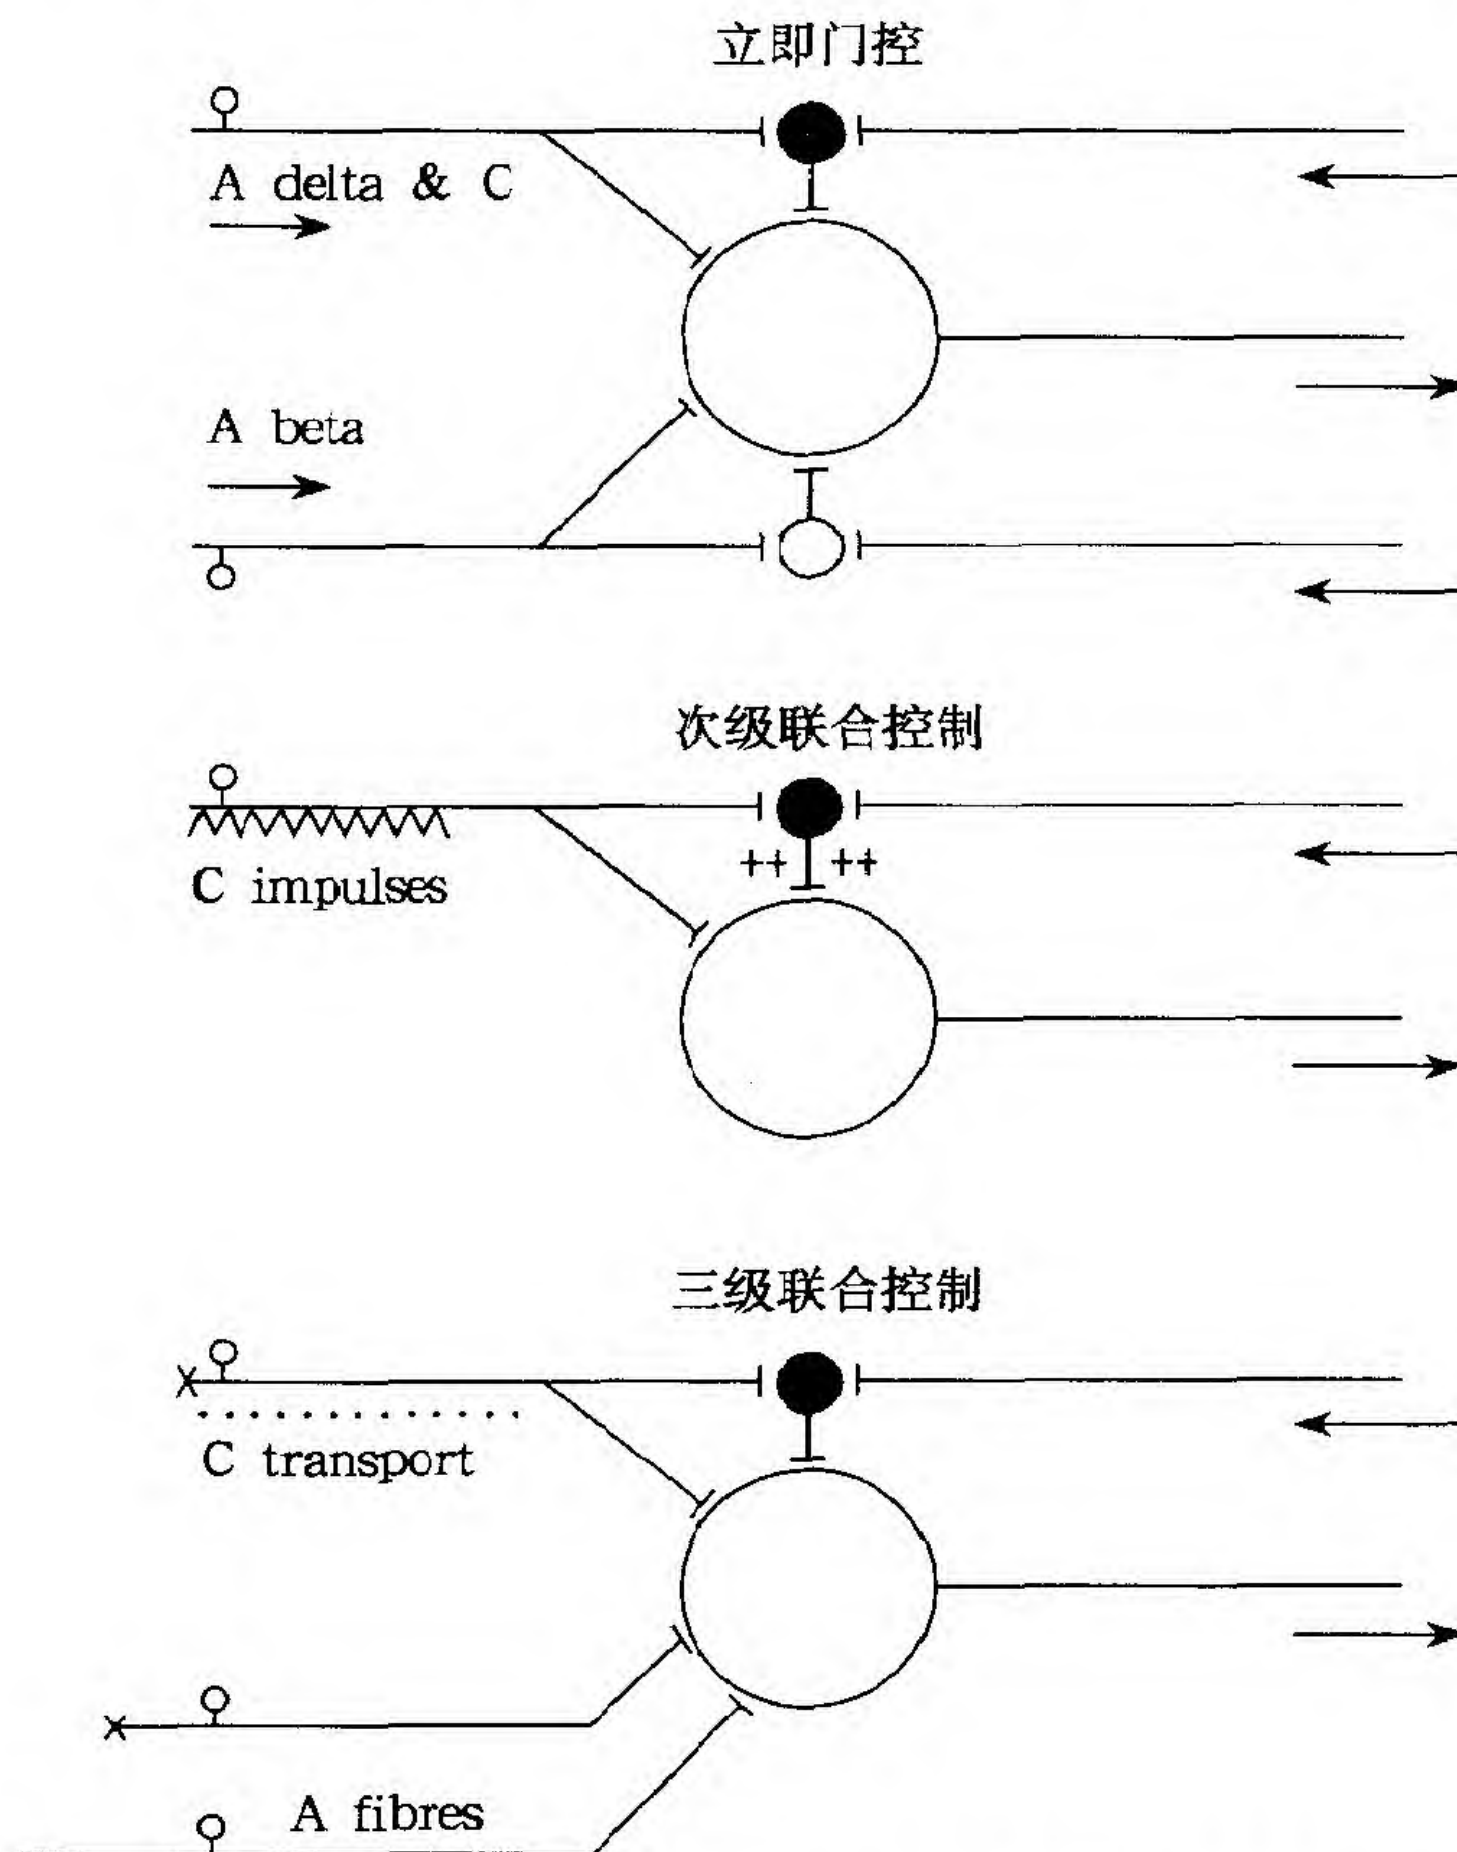 立即门控
A delta & C
A beta
次级联合控制
++ ++
C impulses
三级联合控制
C transport
A fibres